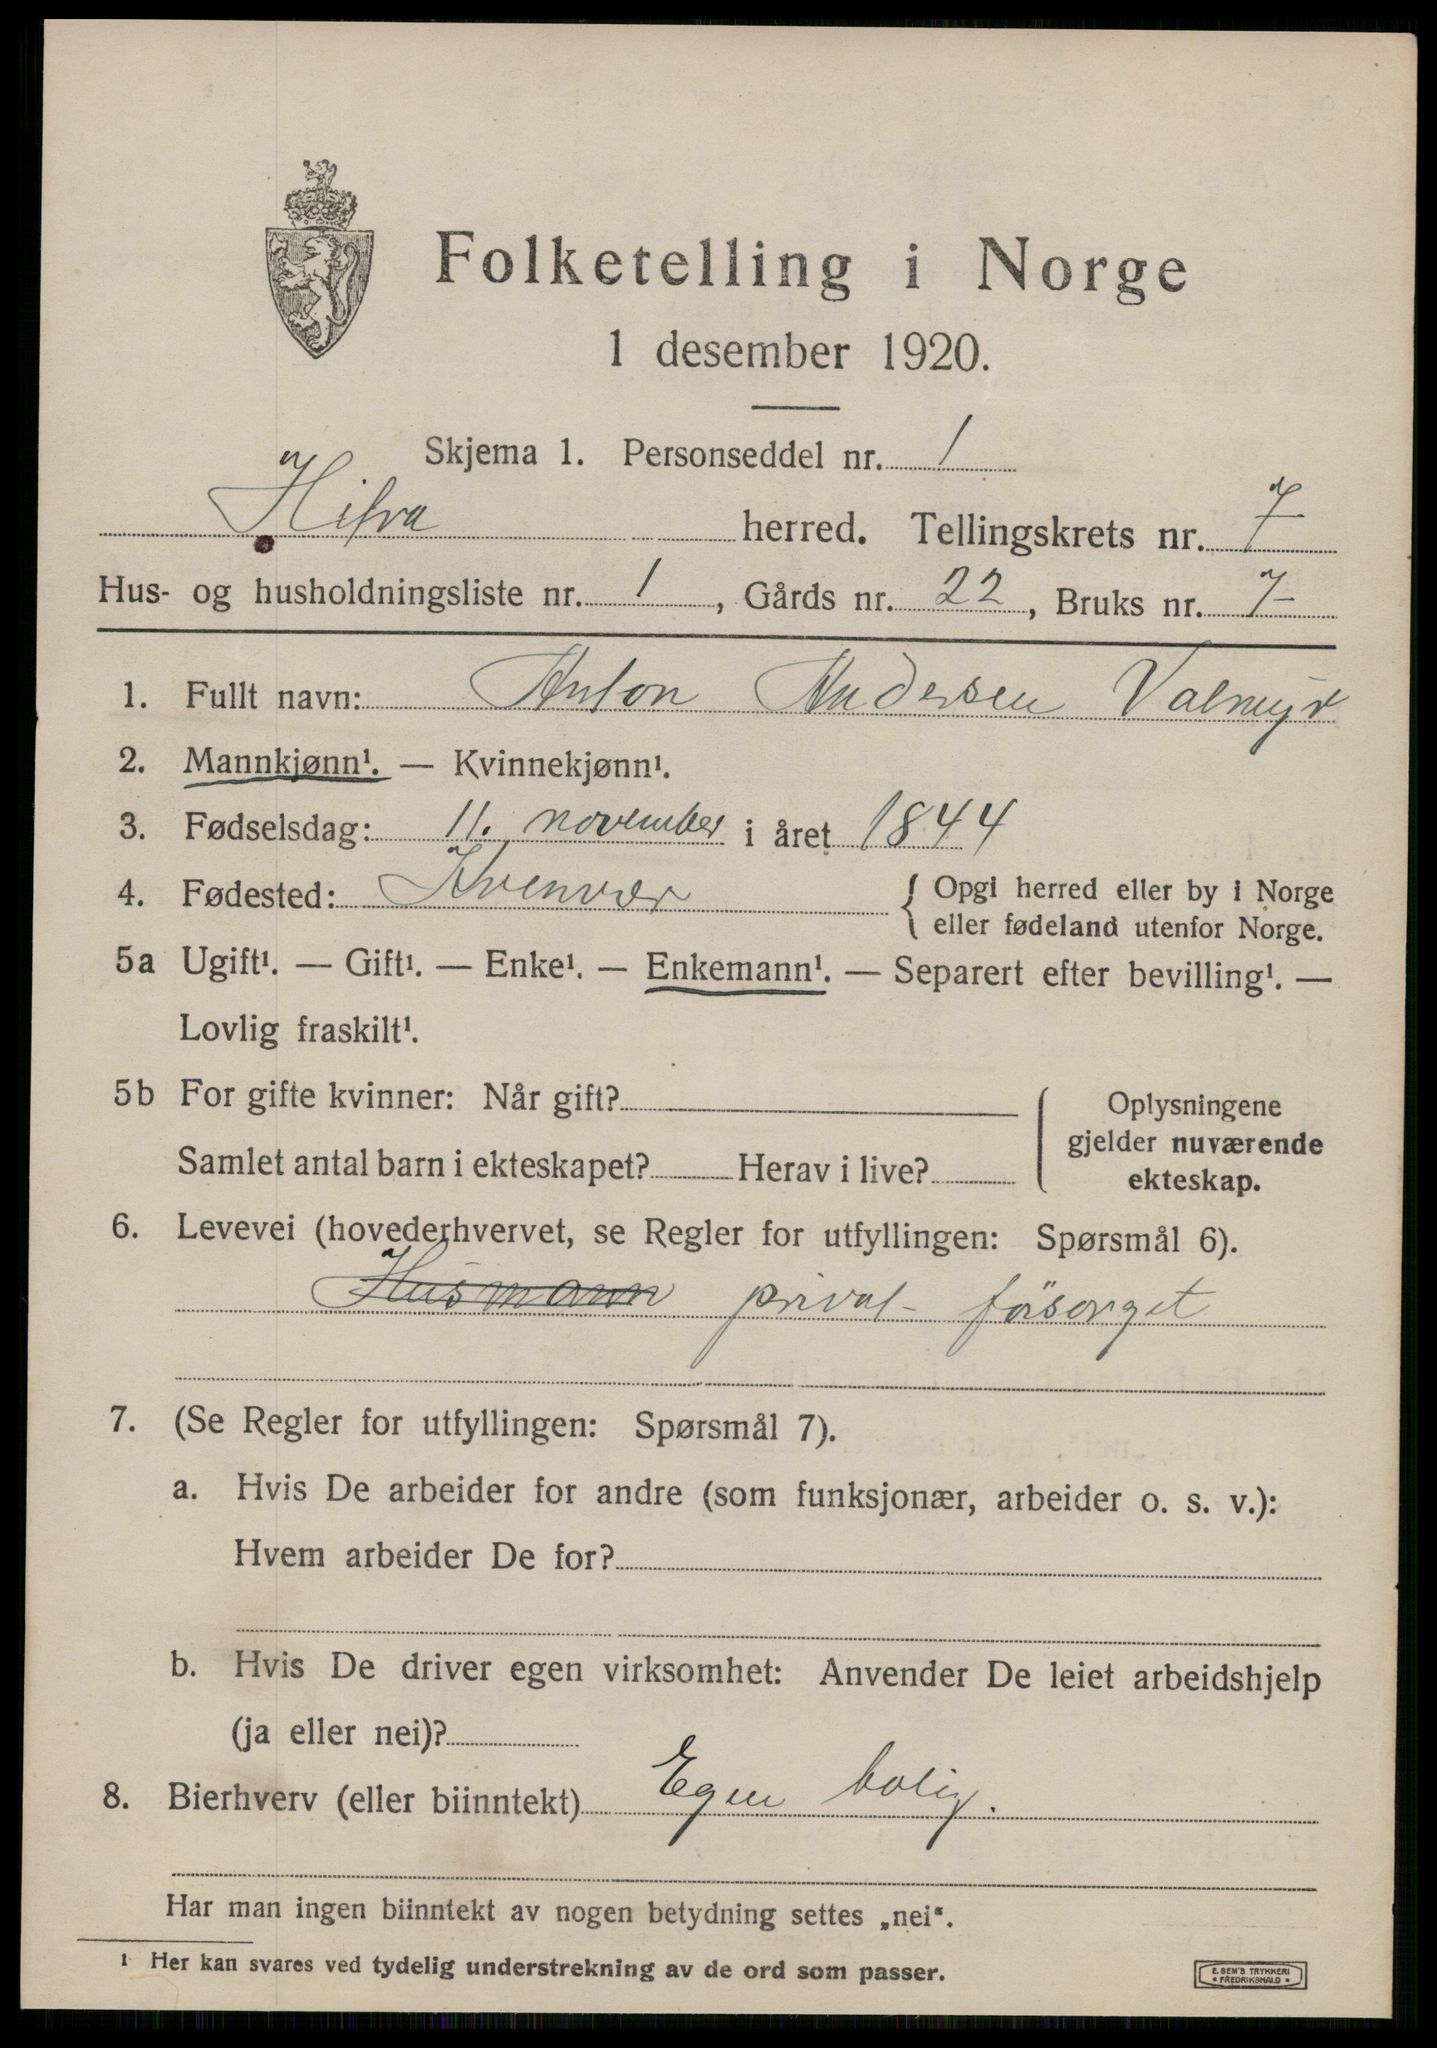 Folketelling i Norge
1 desember 1920.
Skjema 1. Personseddel nr. 1
Hitra herred. Tellingskrets nr. 7
Hus- og husholdningsliste nr. 1, Gårds nr. 22, Bruks nr. 7
1. Fullt navn: Anton Andersen Valmyr
2. Mannkjønn¹. — Kvinnekjønn¹.
3. Fødselsdag: 11. november i året 1844
4. Fødested: Kvenvær { Opgi herred eller by i Norge
eller fødeland utenfor Norge.
5a Ugift¹. — Gift¹. — Enke¹. — Enkemann¹. — Separert efter bevilling¹. —
Lovlig fraskilt¹.
5b For gifte kvinner: Når gift? Oplysningene
gjelder nuværende
Samlet antal barn i ekteskapet? Herav i live? ekteskap.
6. Levevei (hovederhvervet, se Regler for utfyllingen: Spørsmål 6).
Husmann privat forsørget
7. (Se Regler for utfyllingen: Spørsmål 7).
a. Hvis De arbeider for andre (som funksjonær, arbeider o. s. v.):
Hvem arbeider De for?
b. Hvis De driver egen virksomhet: Anvender De leiet arbeidshjelp
(ja eller nei)?
8. Bierhverv (eller biinntekt) Egen bolig.
Har man ingen biinntekt av nogen betydning settes „nei“.
¹ Her kan svares ved tydelig understrekning av de ord som passer.
E. SEM'S TRYKKERI
• FREDRIKSHALD •